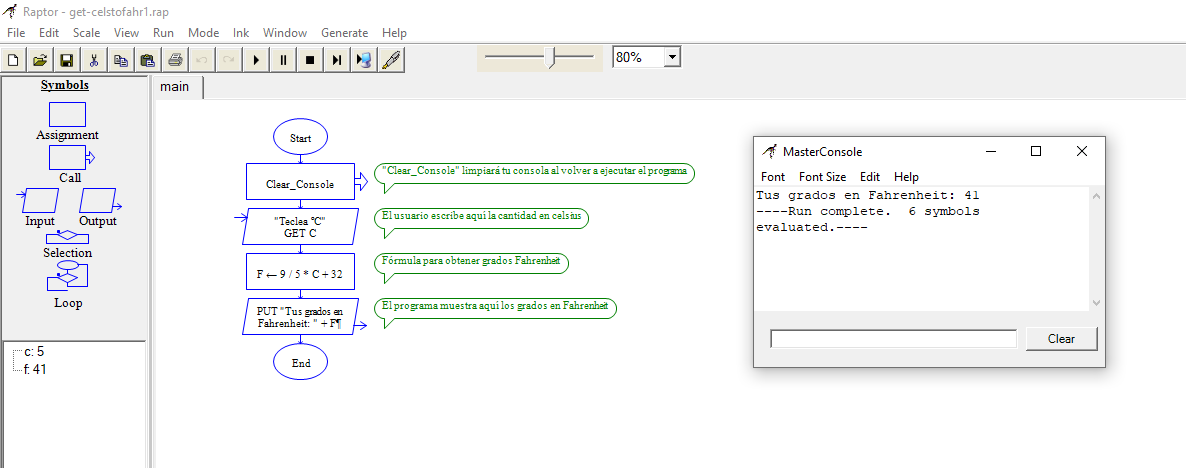 Raptor - get-celstofahr1.rap
File Edit Scale View Run Mode Ink Window Generate Help
80%
Symbols
Assignment
Call
Input Output
Selection
Loop
c: 5
f: 41
main
Start
Clear_Console
"Clear_Console" limpiará tu consola al volver a ejecutar el programa
"Teclea °C"
GET C
El usuario escribe aquí la cantidad en celsius
F ← 9 / 5 * C + 32
Fórmula para obtener grados Fahrenheit
PUT "Tus grados en
Fahrenheit: " + F¶
El programa muestra aquí los grados en Fahrenheit
End
MasterConsole
Font Font Size Edit Help
Tus grados en Fahrenheit: 41
----Run complete.  6 symbols
evaluated.----
Clear